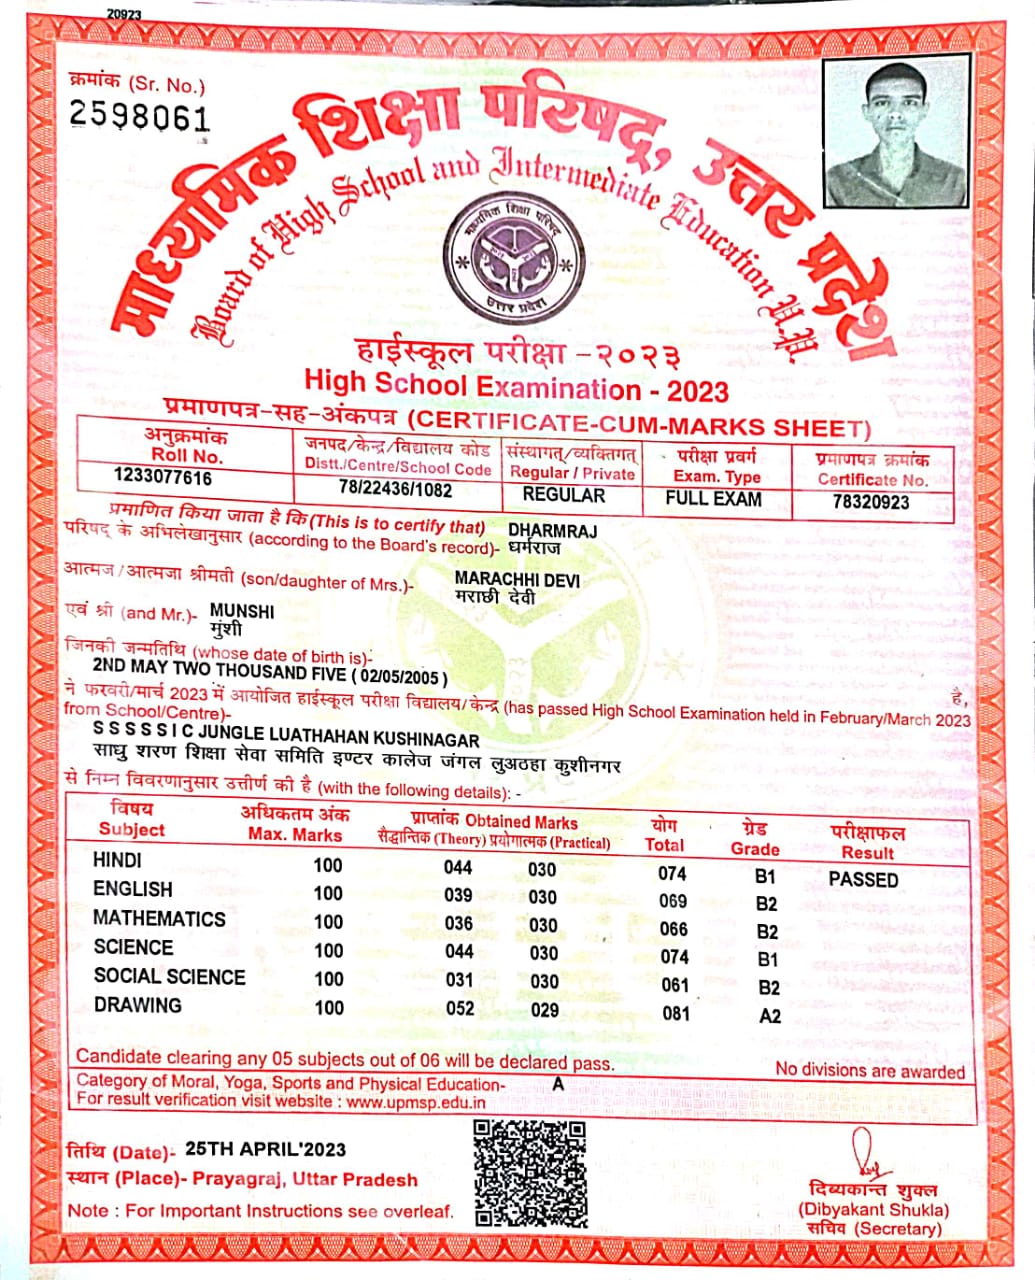 20923
क्रमांक (Sr. No.)
2598061
माध्यमिक शिक्षा परिषद्, उत्तर प्रदेश
Board of High School and Intermediate Education U.P.
माध्यमिक शिक्षा परिषद
उत्तर प्रदेश
हाईस्कूल परीक्षा -२०२३
High School Examination - 2023
प्रमाणपत्र-सह-अंकपत्र (CERTIFICATE-CUM-MARKS SHEET)
अनुक्रमांक जनपद/केन्द्र/विद्यालय कोड संस्थागत्/व्यक्तिगत् परीक्षा प्रवर्ग प्रमाणपत्र क्रमांक
Roll No. Distt./Centre/School Code Regular / Private Exam. Type Certificate No.
1233077616 78/22436/1082 REGULAR FULL EXAM 78320923
प्रमाणित किया जाता है कि (This is to certify that) DHARMRAJ
परिषद् के अभिलेखानुसार (according to the Board's record)- धर्मराज
आत्मज/आत्मजा श्रीमती (son/daughter of Mrs.)- MARACHHI DEVI
मराछी देवी
एवं श्री (and Mr.)- MUNSHI
मुंशी
जिनकी जन्मतिथि (whose date of birth is)-
2ND MAY TWO THOUSAND FIVE ( 02/05/2005 ) है,
ने फरवरी/मार्च 2023 में आयोजित हाईस्कूल परीक्षा विद्यालय/केन्द्र (has passed High School Examination held in February/March 2023
from School/Centre)-
S S S S S I C JUNGLE LUATHAHAN KUSHINAGAR
साधु शरण शिक्षा सेवा समिति इण्टर कालेज जंगल लुअठहा कुशीनगर
से निम्न विवरणानुसार उत्तीर्ण की है (with the following details): -
विषय अधिकतम अंक प्राप्तांक Obtained Marks योग ग्रेड परीक्षाफल
Subject Max. Marks सैद्धान्तिक (Theory) प्रयोगात्मक (Practical) Total Grade Result
HINDI 100 044 030 074 B1 PASSED
ENGLISH 100 039 030 069 B2
MATHEMATICS 100 036 030 066 B2
SCIENCE 100 044 030 074 B1
SOCIAL SCIENCE 100 031 030 061 B2
DRAWING 100 052 029 081 A2
Candidate clearing any 05 subjects out of 06 will be declared pass. No divisions are awarded
Category of Moral, Yoga, Sports and Physical Education- A
For result verification visit website : www.upmsp.edu.in
तिथि (Date)- 25TH APRIL'2023
स्थान (Place)- Prayagraj, Uttar Pradesh
Note : For Important Instructions see overleaf.
दिब्यकान्त शुक्ल
(Dibyakant Shukla)
सचिव (Secretary)